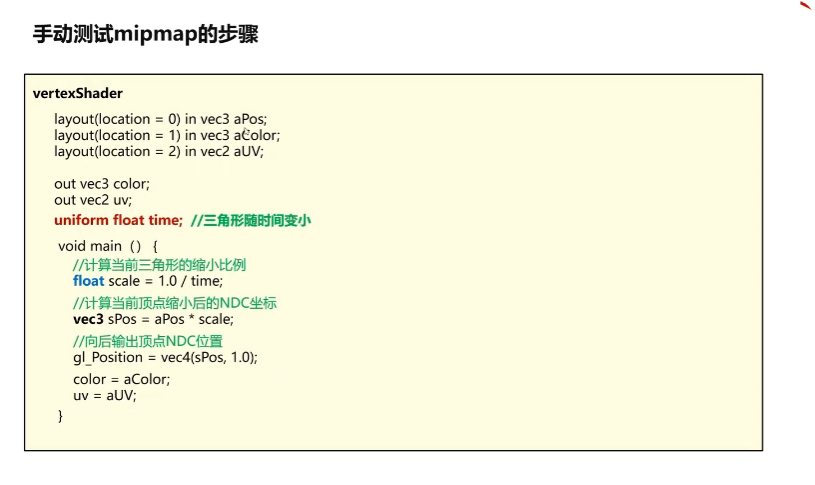 手动测试mipmap的步骤
vertexShader
layout(location = 0) in vec3 aPos;
layout(location = 1) in vec3 aColor;
layout(location = 2) in vec2 aUV;
out vec3 color;
out vec2 uv;
uniform float time; //三角形随时间变小
void main（）{
//计算当前三角形的缩小比例
float scale = 1.0 / time;
//计算当前顶点缩小后的NDC坐标
vec3 sPos = aPos * scale;
//向后输出顶点NDC位置
gl_Position = vec4(sPos, 1.0);
color = aColor;
uv = aUV;
}